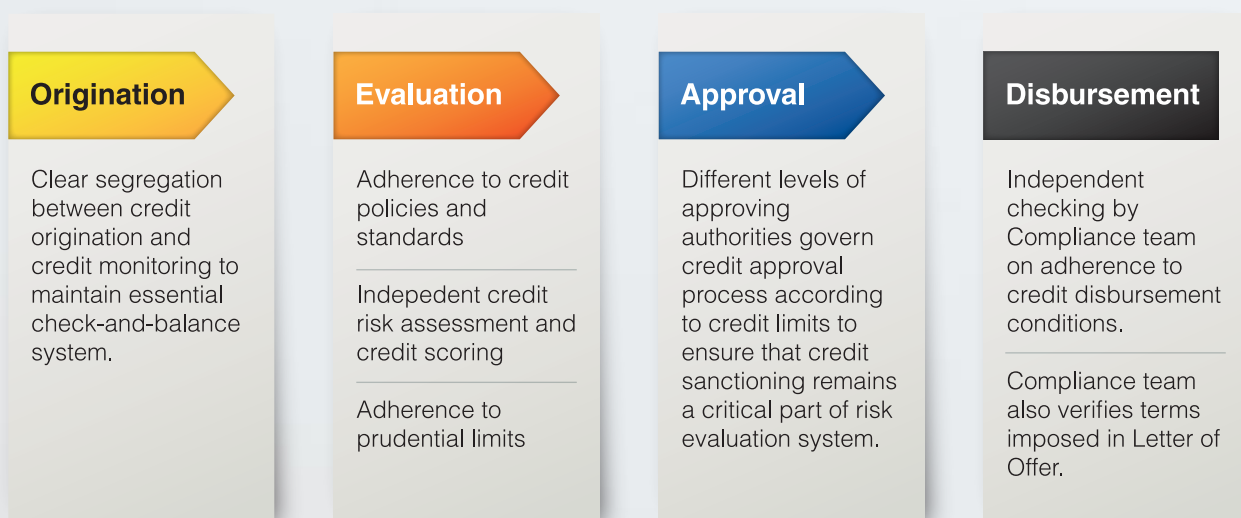 Origination
Clear segregation
between credit
origination and
credit monitoring to
maintain essential
check-and-balance
system.
Evaluation
Adherence to credit
policies and
standards
Indepedent credit
risk assessment and
credit scoring
Adherence to
prudential limits
Approval
Different levels of
approving
authorities govern
credit approval
process according
to credit limits to
ensure that credit
sanctioning remains
a critical part of risk
evaluation system.
Disbursement
Independent
checking by
Compliance team
on adherence to
credit disbursement
conditions.
Compliance team
also verifies terms
imposed in Letter of
Offer.